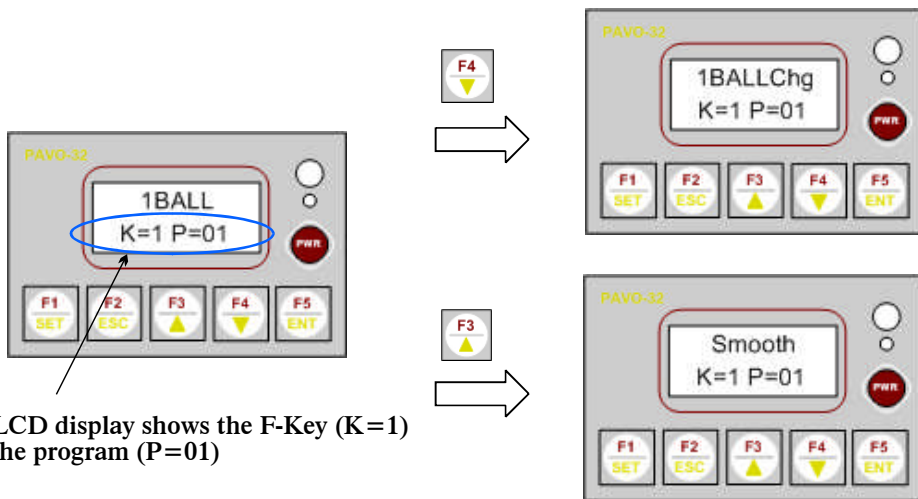 F4
PAVO-32
1BALLChg
K=1 P=01
PWR
F1 F2 F3 F4 F5
SET ESC ENT
PAVO-32
1BALL
K=1 P=01
PWR
F1 F2 F3 F4 F5
SET ESC ENT
F3
PAVO-32
Smooth
K=1 P=01
PWR
F1 F2 F3 F4 F5
SET ESC ENT
LCD display shows the F-Key (K=1)
the program (P=01)